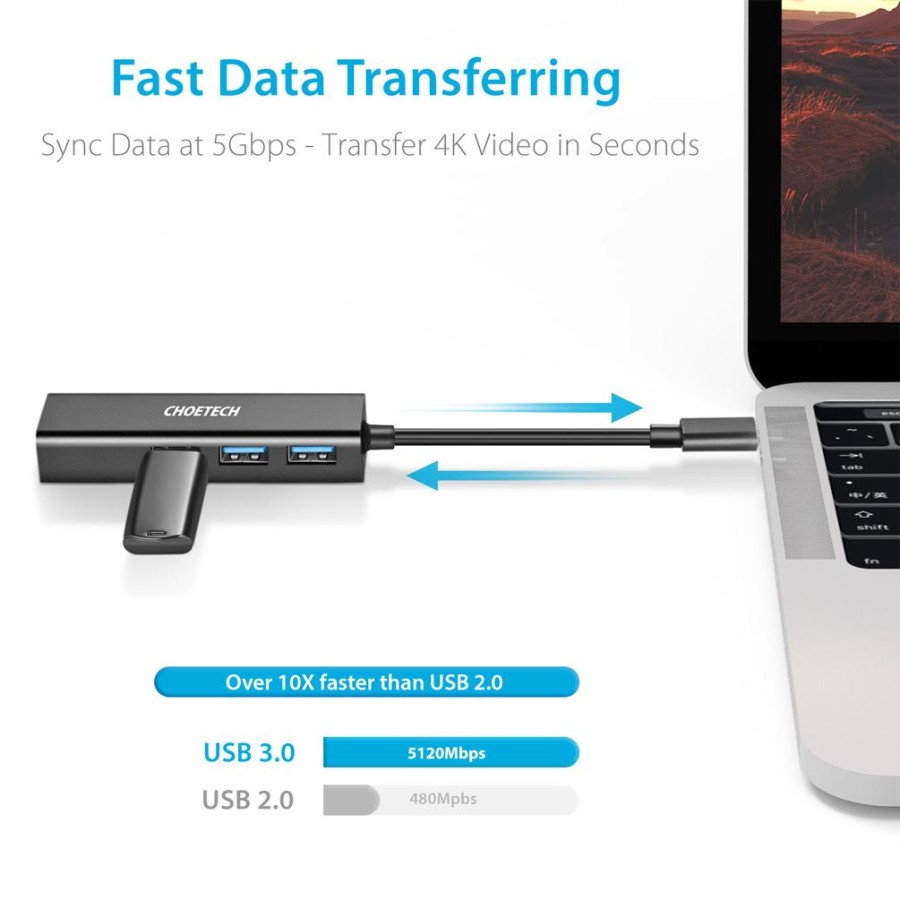 Fast Data Transferring
Sync Data at 5Gbps - Transfer 4K Video in Seconds
CHOETECH
esc
tab
中/英
shift
fn
Over 10X faster than USB 2.0
USB 3.0 5120Mbps
USB 2.0 480Mpbs